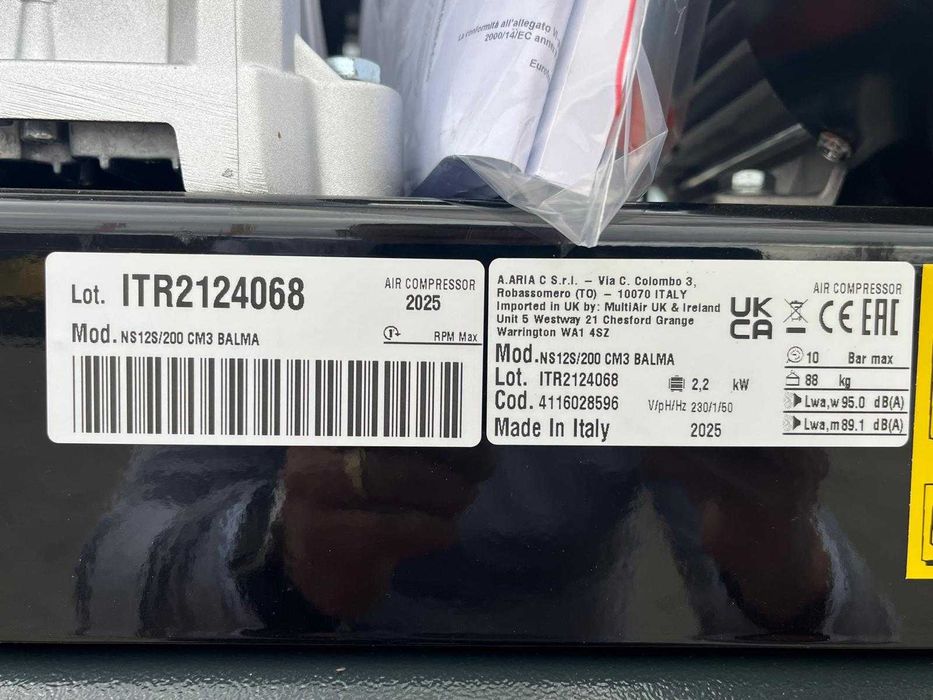 La conformità all'allegato VI
2000/14/EC anne
Lot. ITR2124068
AIR COMPRESSOR
2025
Mod. NS12S/200 CM3 BALMA
RPM Max
A.ARIA C S.r.l. - Via C. Colombo 3,
Robassomero (TO) - 10070 ITALY
Imported in UK by: MultiAir UK & Ireland
Unit 5 Westway 21 Chesford Grange
Warrington WA1 4SZ
UK
CA
CE EAC
AIR COMPRESSOR
Mod. NS12S/200 CM3 BALMA
Lot. ITR2124068
2,2 kW
Cod. 4116028596
V/pH/Hz 230/1/50
Made In Italy
2025
10 Bar max
88 kg
Lwa,w 95.0 dB(A)
Lwa,m 89.1 dB(A)